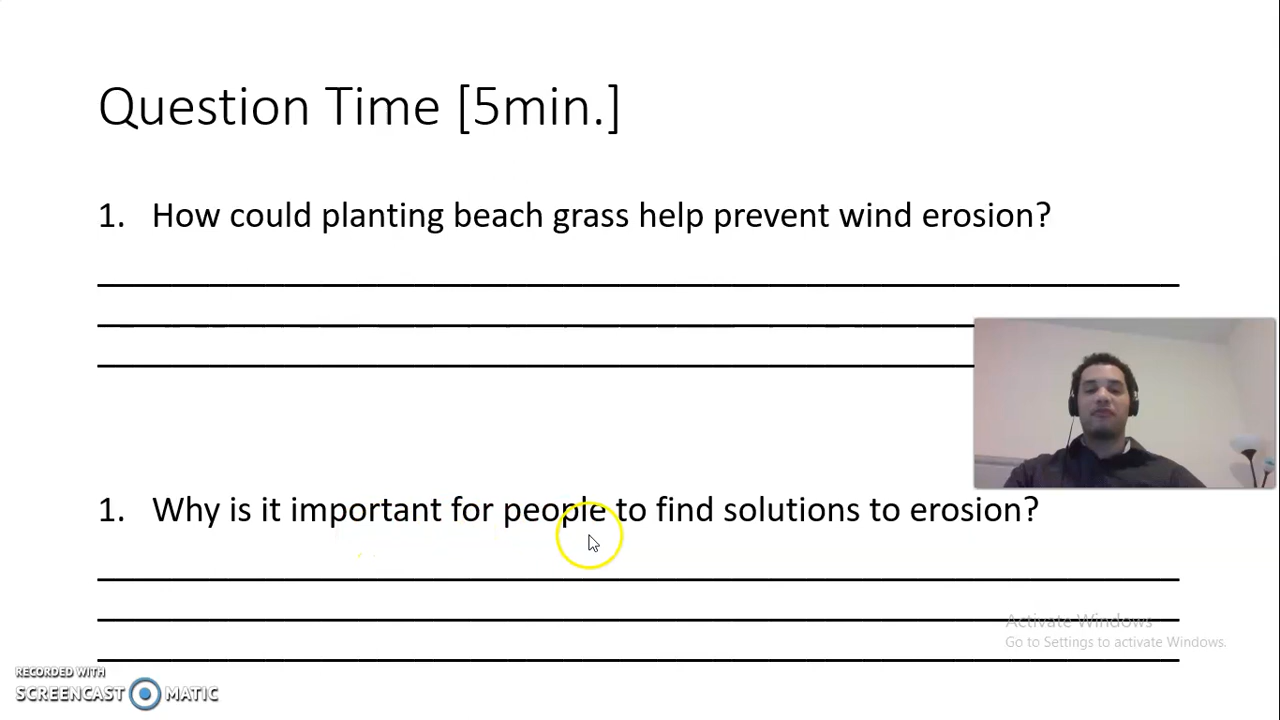 Question Time [5min.]
1. How could planting beach grass help prevent wind erosion?
1. Why is it important for people to find solutions to erosion?
Activate Windows
Go to Settings to activate Windows.
RECORDED WITH
SCREENCAST MATIC